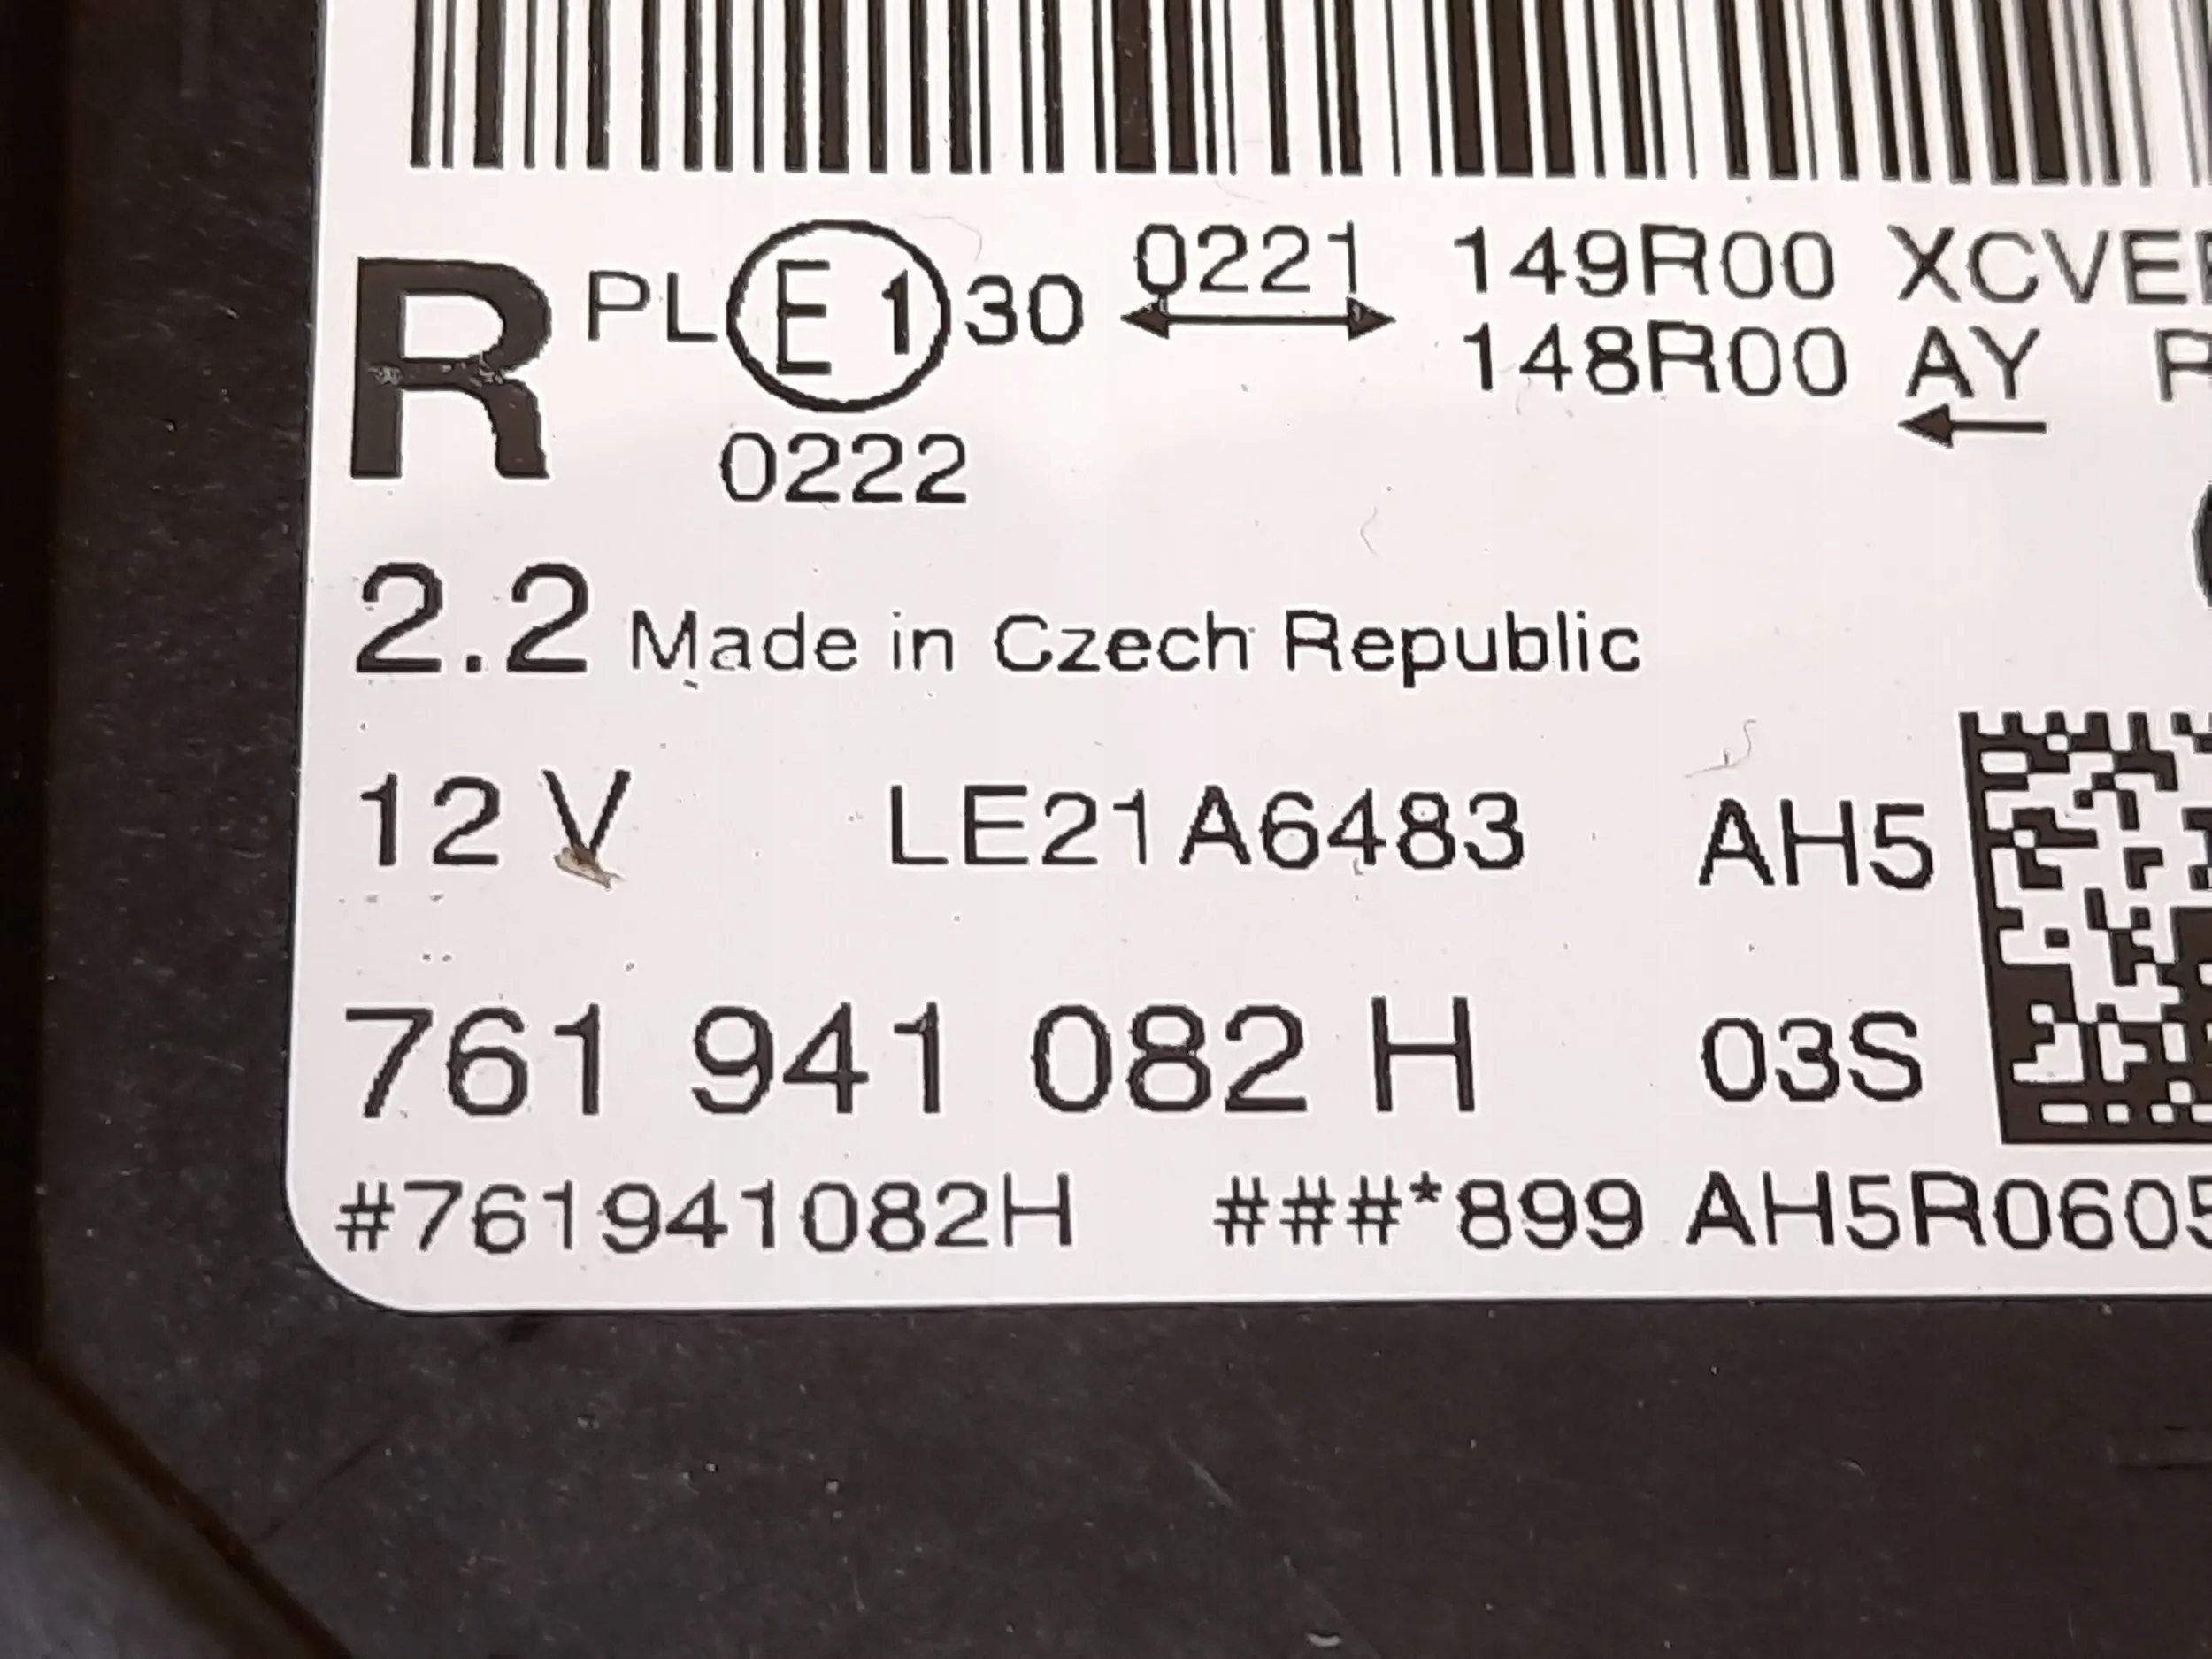 R PL E1 30 0221 149R00 XCVE
148R00 AY
0222
2.2 Made in Czech Republic
12 V LE21A6483 AH5
761 941 082 H 03S
#761941082H ###*899 AH5R0605